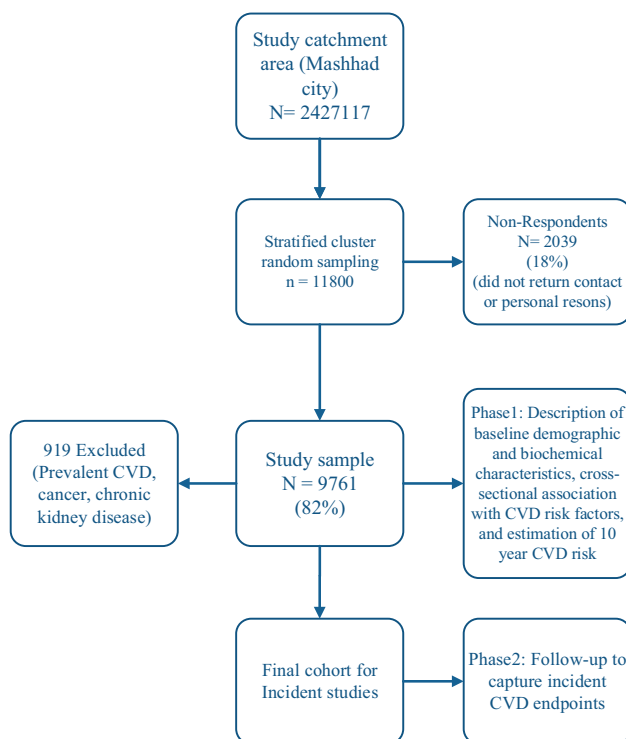 Study catchment
area (Mashhad
city)
N= 2427117
Stratified cluster
random sampling
n = 11800
Non-Respondents
N= 2039
(18%)
(did not return contact
or personal resons)
919 Excluded
(Prevalent CVD,
cancer, chronic
kidney disease)
Study sample
N = 9761
(82%)
Phase1: Description of
baseline demographic
and biochemical
characteristics, cross-
sectional association
with CVD risk factors,
and estimation of 10
year CVD risk
Final cohort for
Incident studies
Phase2: Follow-up to
capture incident
CVD endpoints